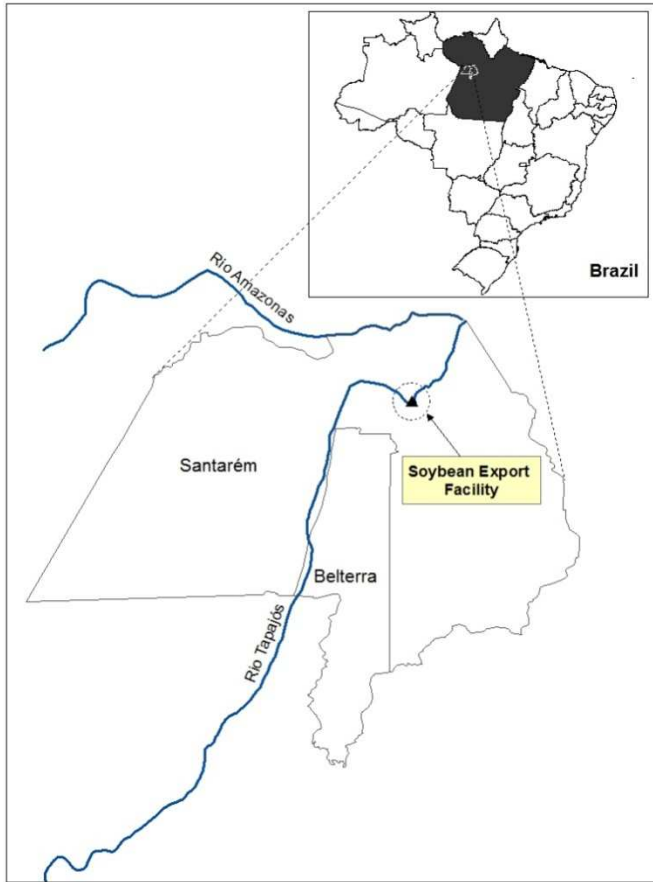 Brazil
Rio Amazonas
Santarém
Soybean Export
Facility
Belterra
Rio Tapajós